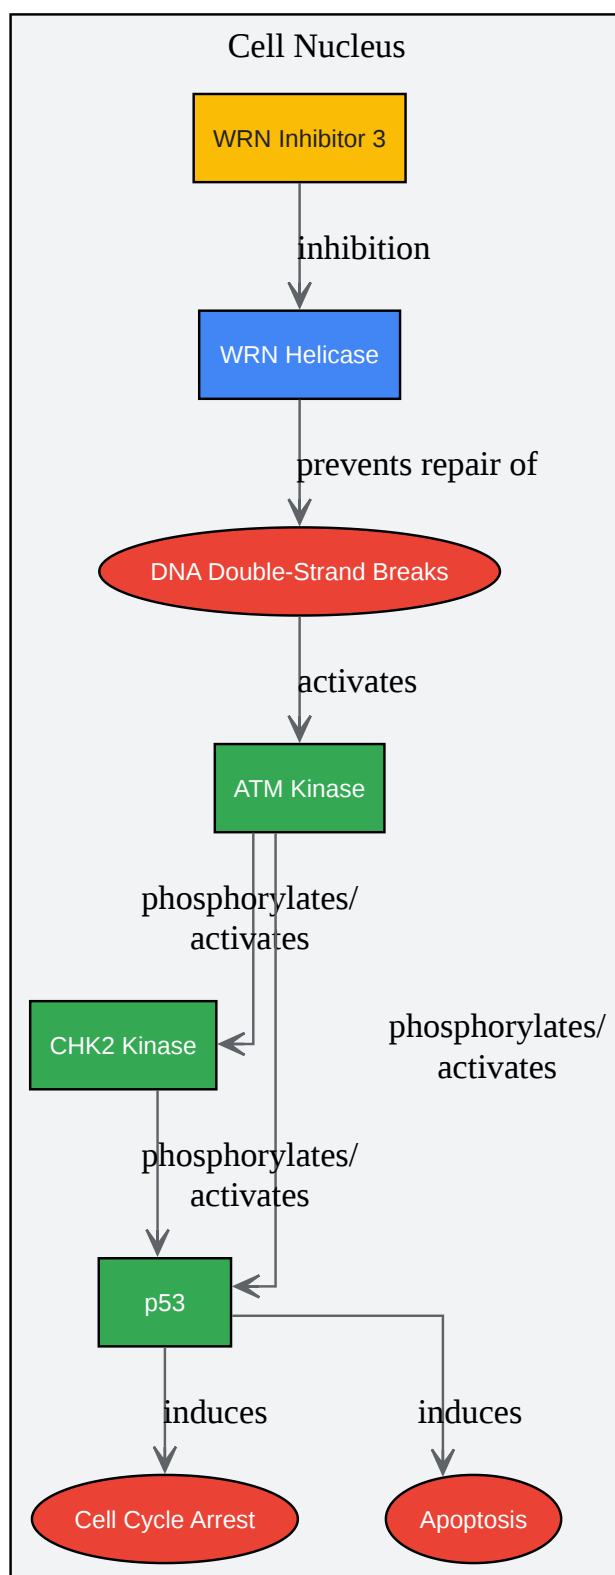 Cell Nucleus
WRN Inhibitor 3
inhibition
WRN Helicase
prevents repair of
DNA Double-Strand Breaks
activates
ATM Kinase
phosphorylates/
activates
CHK2 Kinase
phosphorylates/
activates
phosphorylates/
activates
p53
induces
induces
Cell Cycle Arrest
Apoptosis